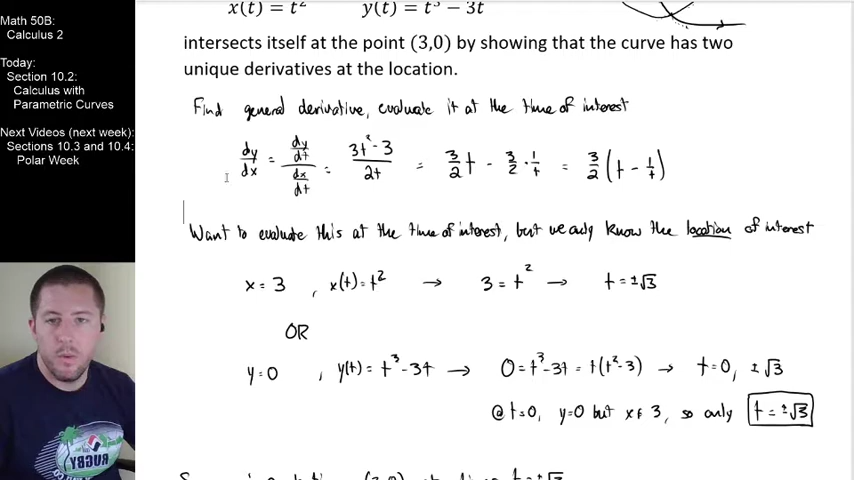 Math 50B:
Calculus 2
Today:
Section 10.2:
Calculus with
Parametric Curves
Next Videos (next week):
Sections 10.3 and 10.4:
Polar Week
x(t) = t² y(t) = t³ − 3t
intersects itself at the point (3,0) by showing that the curve has two
unique derivatives at the location.
Find general derivative, evaluate it at the time of interest
dy/dx = (dy/dt)/(dx/dt) = (3t² - 3)/(2t) = 3/2 t - 3/2 · 1/t = 3/2 (t - 1/t)
Want to evaluate this at the time of interest, but we only know the location of interest
x = 3 , x(t) = t² → 3 = t² → t = ±√3
OR
y = 0 , y(t) = t³ - 3t → 0 = t³ - 3t = t(t² - 3) → t = 0, ±√3
@ t = 0, y = 0 but x ≠ 3, so only t = ±√3
RUGBY